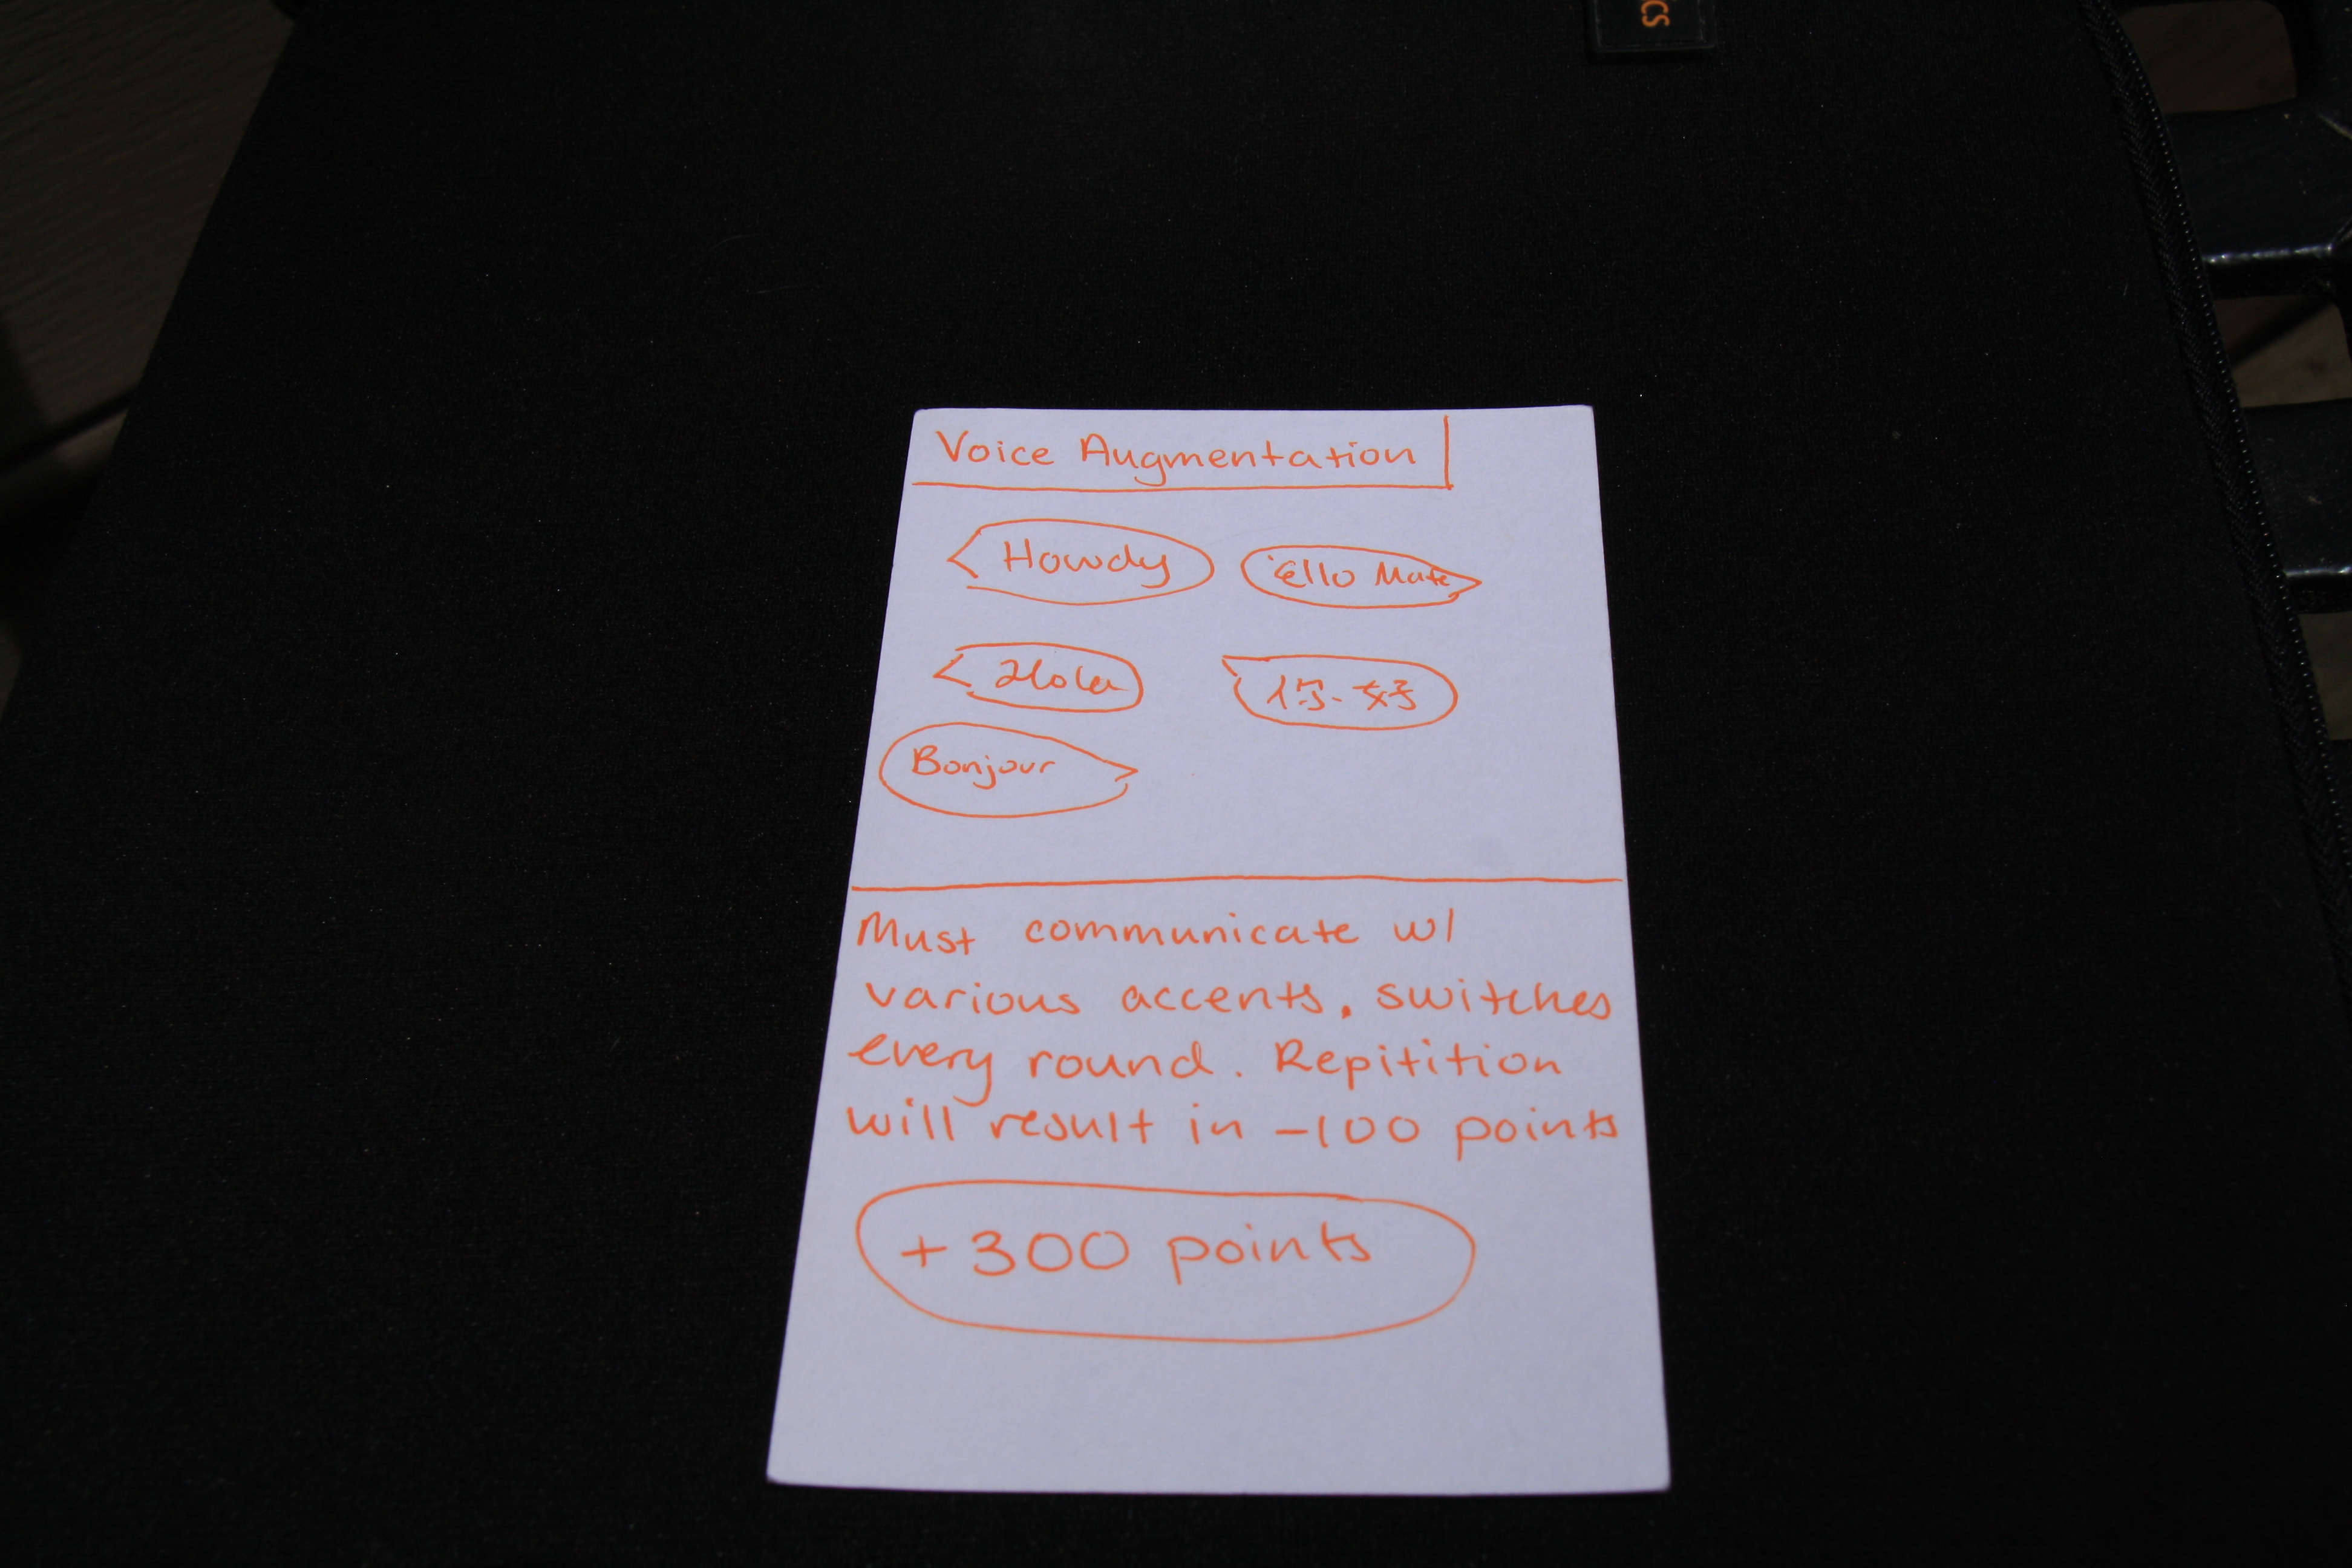 CS
Voice Augmentation
Howdy
'Ello Mate
Hola
你好
Bonjour
Must communicate w/
various accents, switches
every round. Repitition
will result in -100 points
+300 points